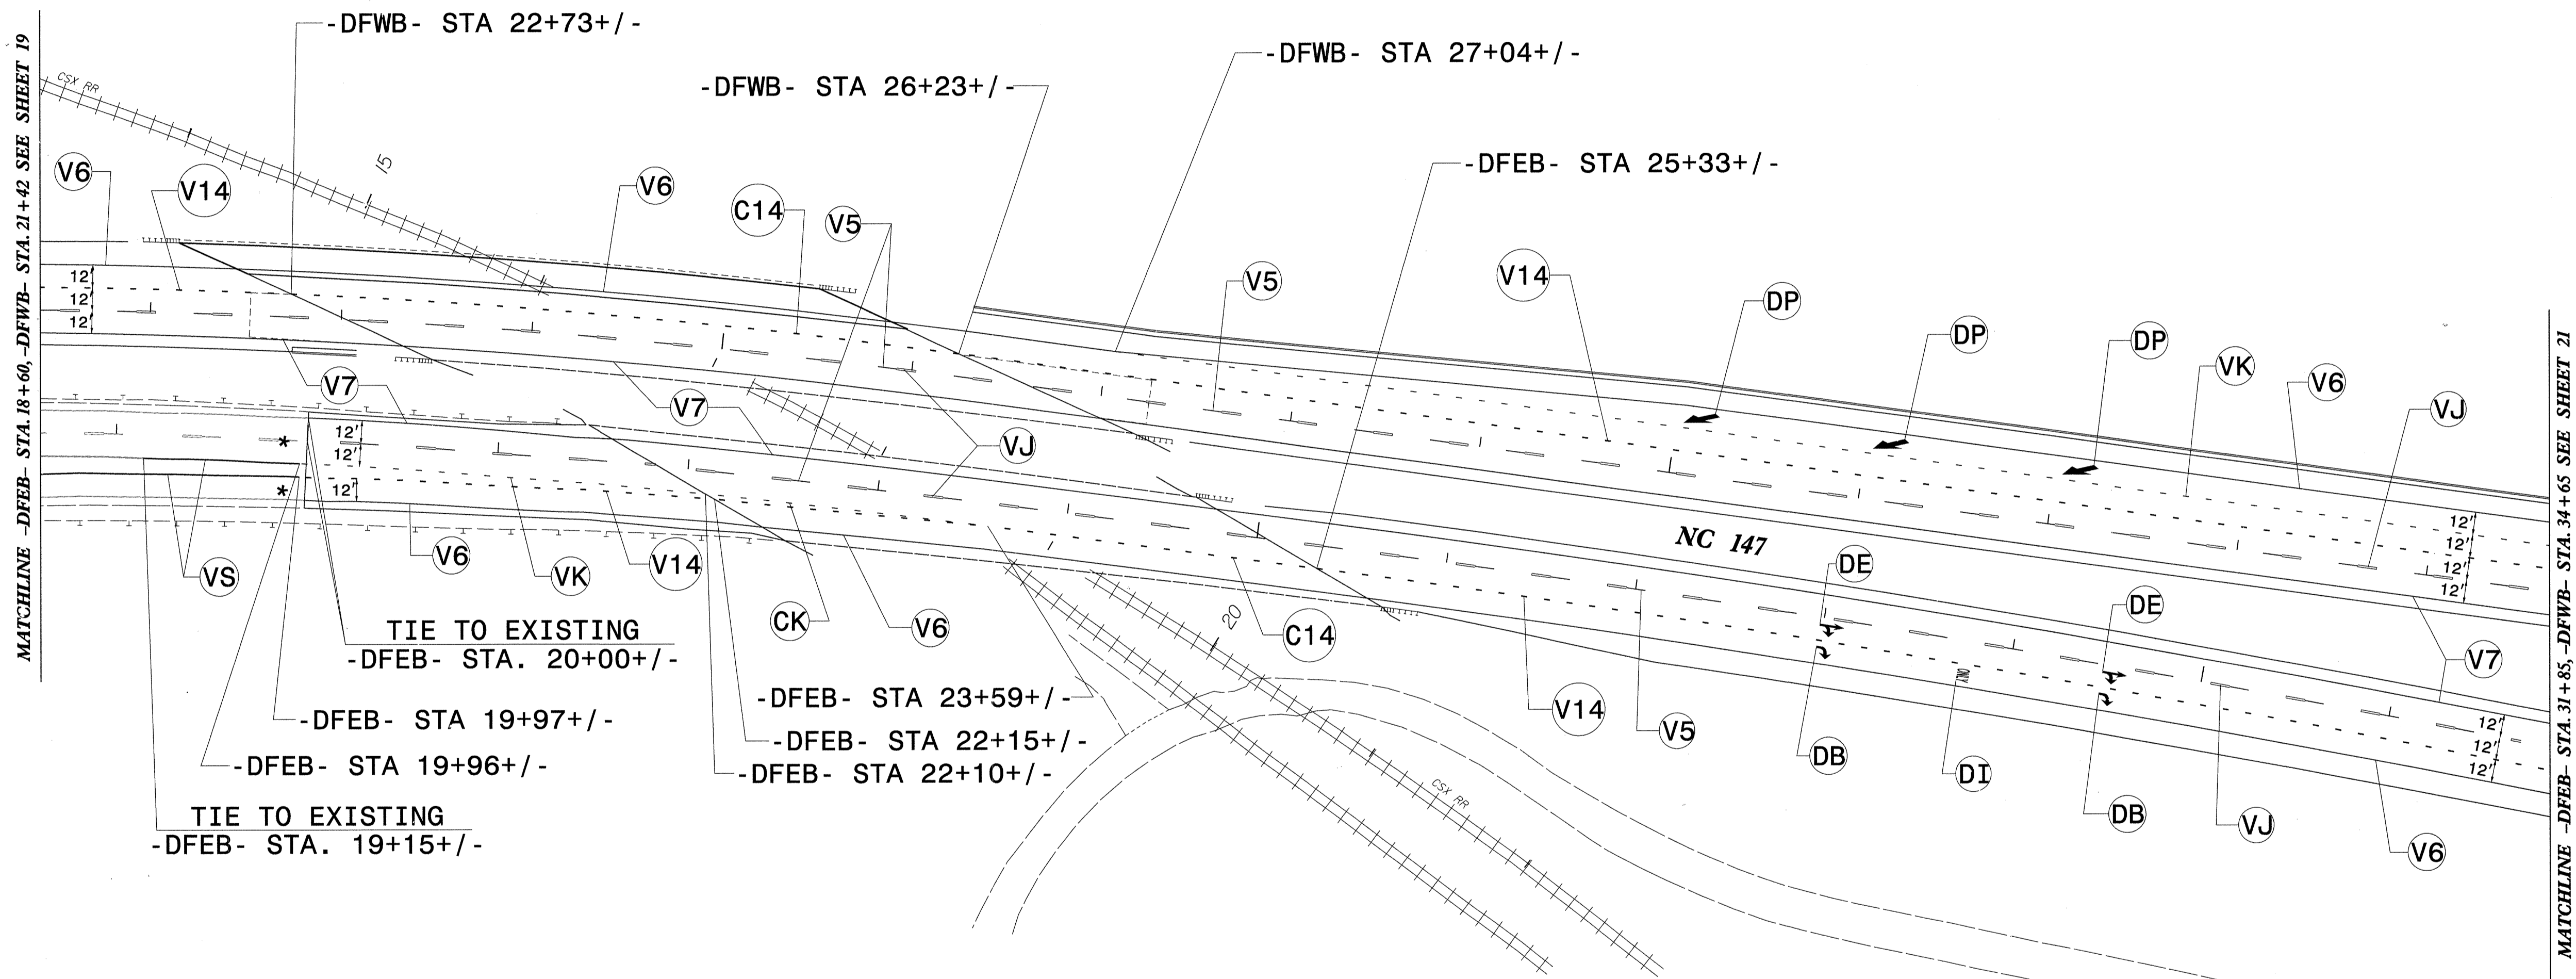 MATCHLINE -DFEB- STA. 18+60, -DFWB- STA. 21+42 SEE SHEET 19
-DFWB- STA 22+73+/-
-DFWB- STA 27+04+/-
-DFWB- STA 26+23+/-
CSX RR
15
-DFEB- STA 25+33+/-
V6
V14
V6
C14
V5
V5
V14
DP
DP
DP
VK
V6
VJ
12'
12'
12'
V7
V7
VJ
12'
12'
12'
*
*
NC 147
12'
12'
12'
12'
VS
V6
VK
V14
CK
V6
C14
20
DE
DE
V7
TIE TO EXISTING
-DFEB- STA. 20+00+/-
-DFEB- STA 23+59+/-
V14
V5
ONLY
-DFEB- STA 19+97+/-
-DFEB- STA 22+15+/-
DB
DI
12'
12'
12'
-DFEB- STA 19+96+/-
-DFEB- STA 22+10+/-
CSX RR
DB
VJ
V6
TIE TO EXISTING
-DFEB- STA. 19+15+/-
MATCHLINE -DFEB- STA. 31+85, -DFWB- STA. 34+65 SEE SHEET 21